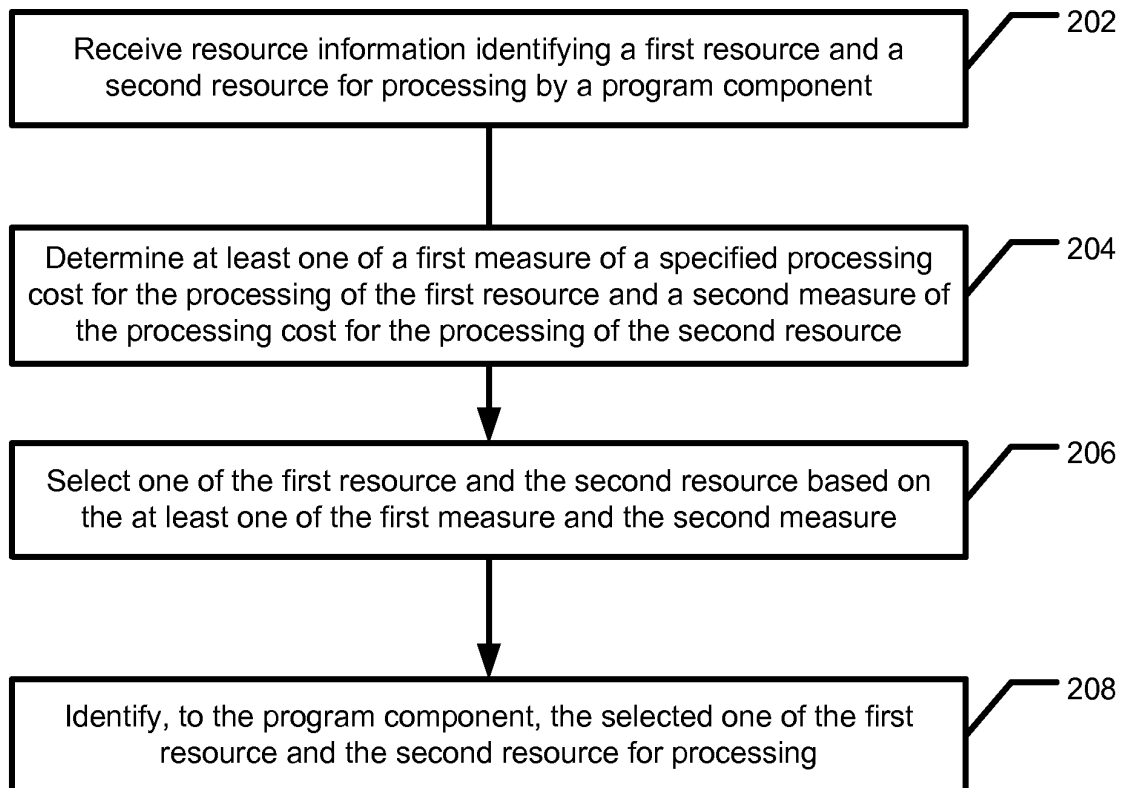 Receive resource information identifying a first resource and a
second resource for processing by a program component
202
Determine at least one of a first measure of a specified processing
cost for the processing of the first resource and a second measure of
the processing cost for the processing of the second resource
204
Select one of the first resource and the second resource based on
the at least one of the first measure and the second measure
206
Identify, to the program component, the selected one of the first
resource and the second resource for processing
208